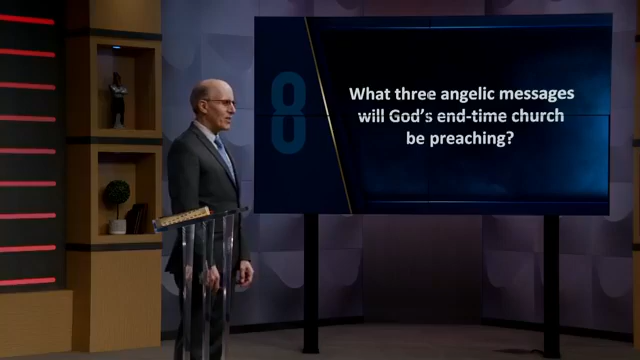 8
What three angelic messages
will God's end-time church
be preaching?